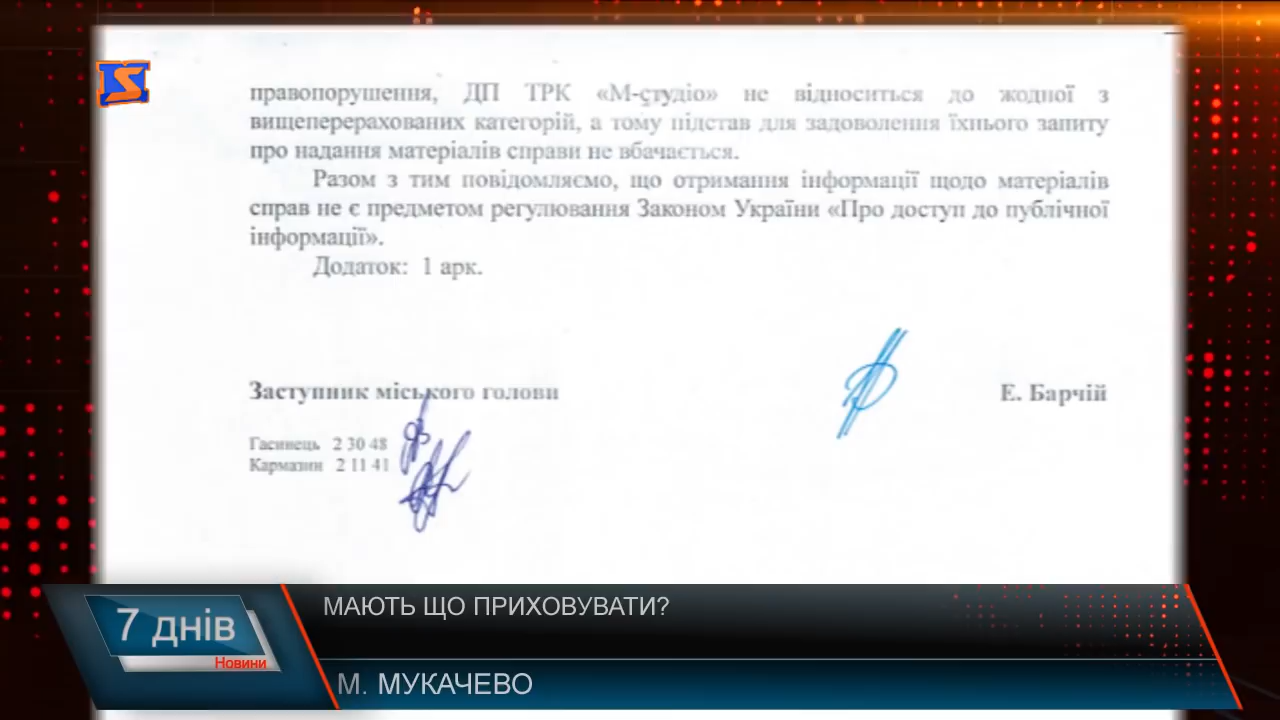 правопорушення, ДП ТРК «М-студіо» не відноситься до жодної з
вищеперерахованих категорій, а тому підстав для задоволення їхнього запиту
про надання матеріалів справи не вбачається.
Разом з тим повідомляємо, що отримання інформації щодо матеріалів
справ не є предметом регулювання Законом України «Про доступ до публічної
інформації».
Додаток: 1 арк.
Заступник міського голови
Е. Барчій
Гасинець 2 30 48
Кармазин 2 11 41
7 днів
Новини
МАЮТЬ ЩО ПРИХОВУВАТИ?
М. МУКАЧЕВО